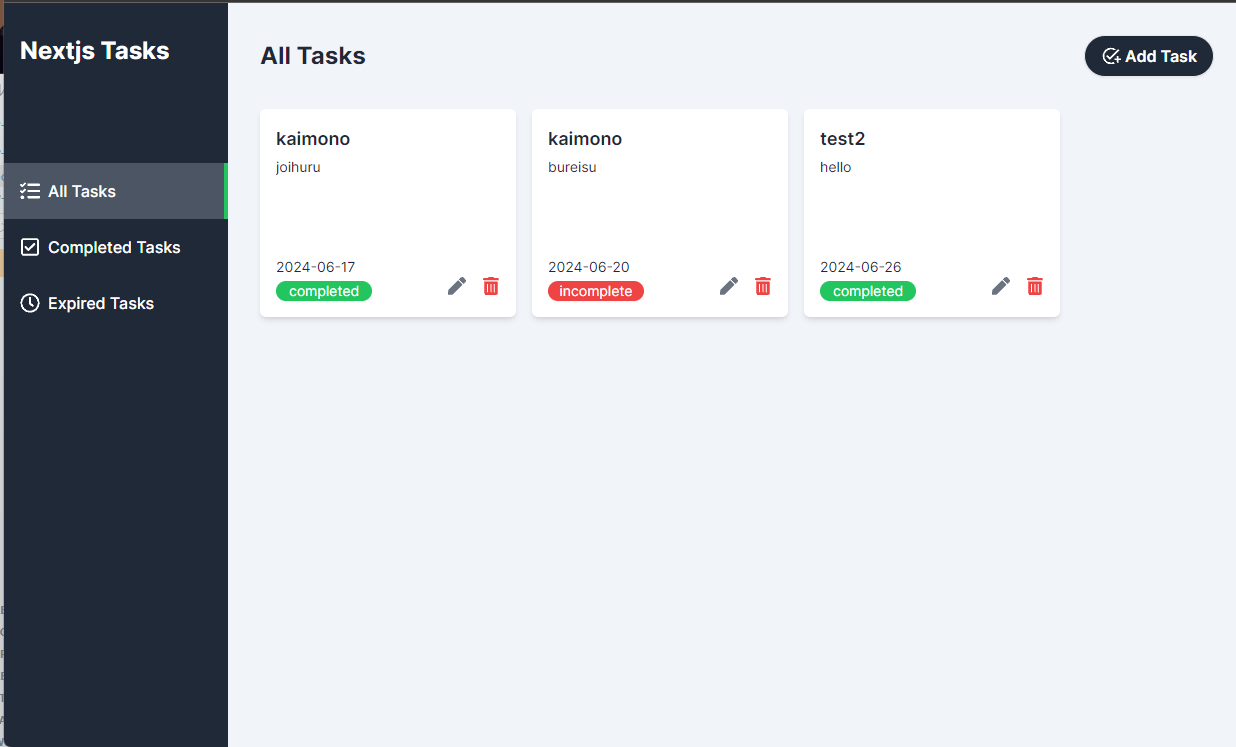 Nextjs Tasks
All Tasks
Completed Tasks
Expired Tasks
All Tasks
Add Task
kaimono
joihuru
2024-06-17
completed
kaimono
bureisu
2024-06-20
incomplete
test2
hello
2024-06-26
completed